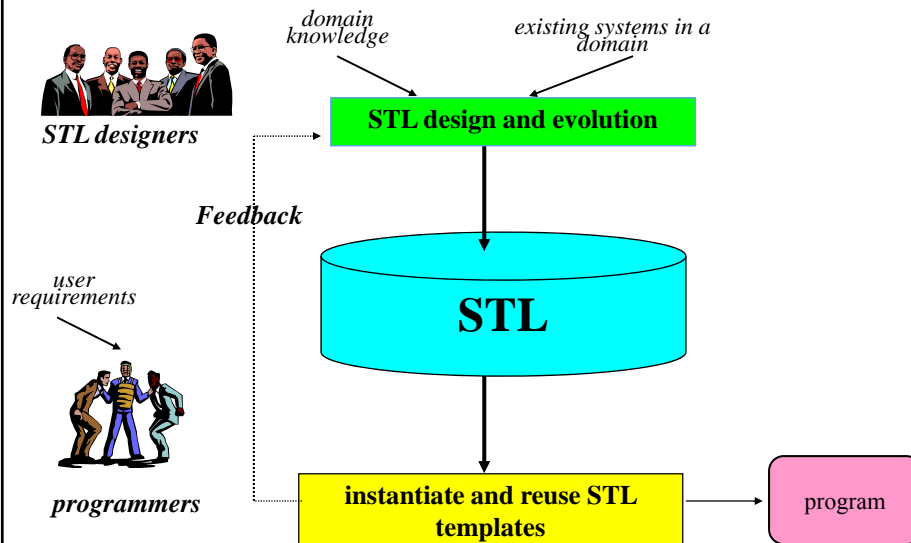 domain
knowledge
existing systems in a
domain
STL designers
STL design and evolution
Feedback
user
requirements
STL
programmers
instantiate and reuse STL
templates
program